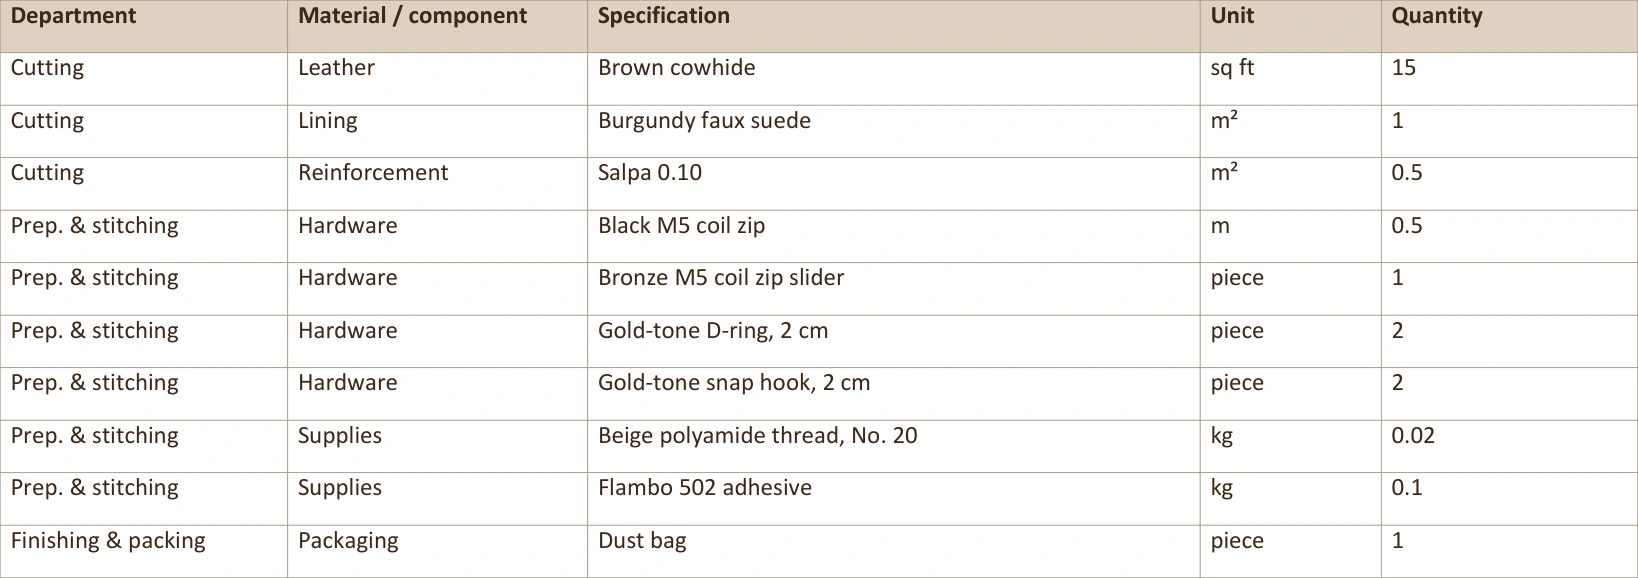 Department Material / component Specification Unit Quantity
Cutting Leather Brown cowhide sq ft 15
Cutting Lining Burgundy faux suede m² 1
Cutting Reinforcement Salpa 0.10 m² 0.5
Prep. & stitching Hardware Black M5 coil zip m 0.5
Prep. & stitching Hardware Bronze M5 coil zip slider piece 1
Prep. & stitching Hardware Gold-tone D-ring, 2 cm piece 2
Prep. & stitching Hardware Gold-tone snap hook, 2 cm piece 2
Prep. & stitching Supplies Beige polyamide thread, No. 20 kg 0.02
Prep. & stitching Supplies Flambo 502 adhesive kg 0.1
Finishing & packing Packaging Dust bag piece 1